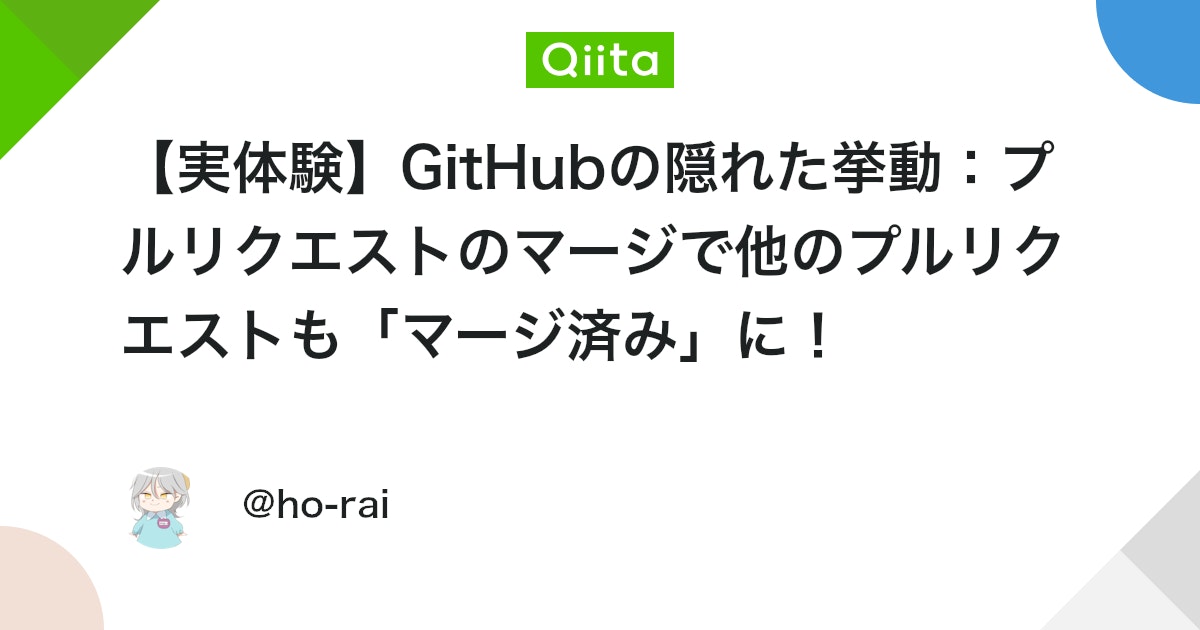 Qiita
【実体験】GitHubの隠れた挙動：プ
ルリクエストのマージで他のプルリク
エストも「マージ済み」に！
@ho-rai